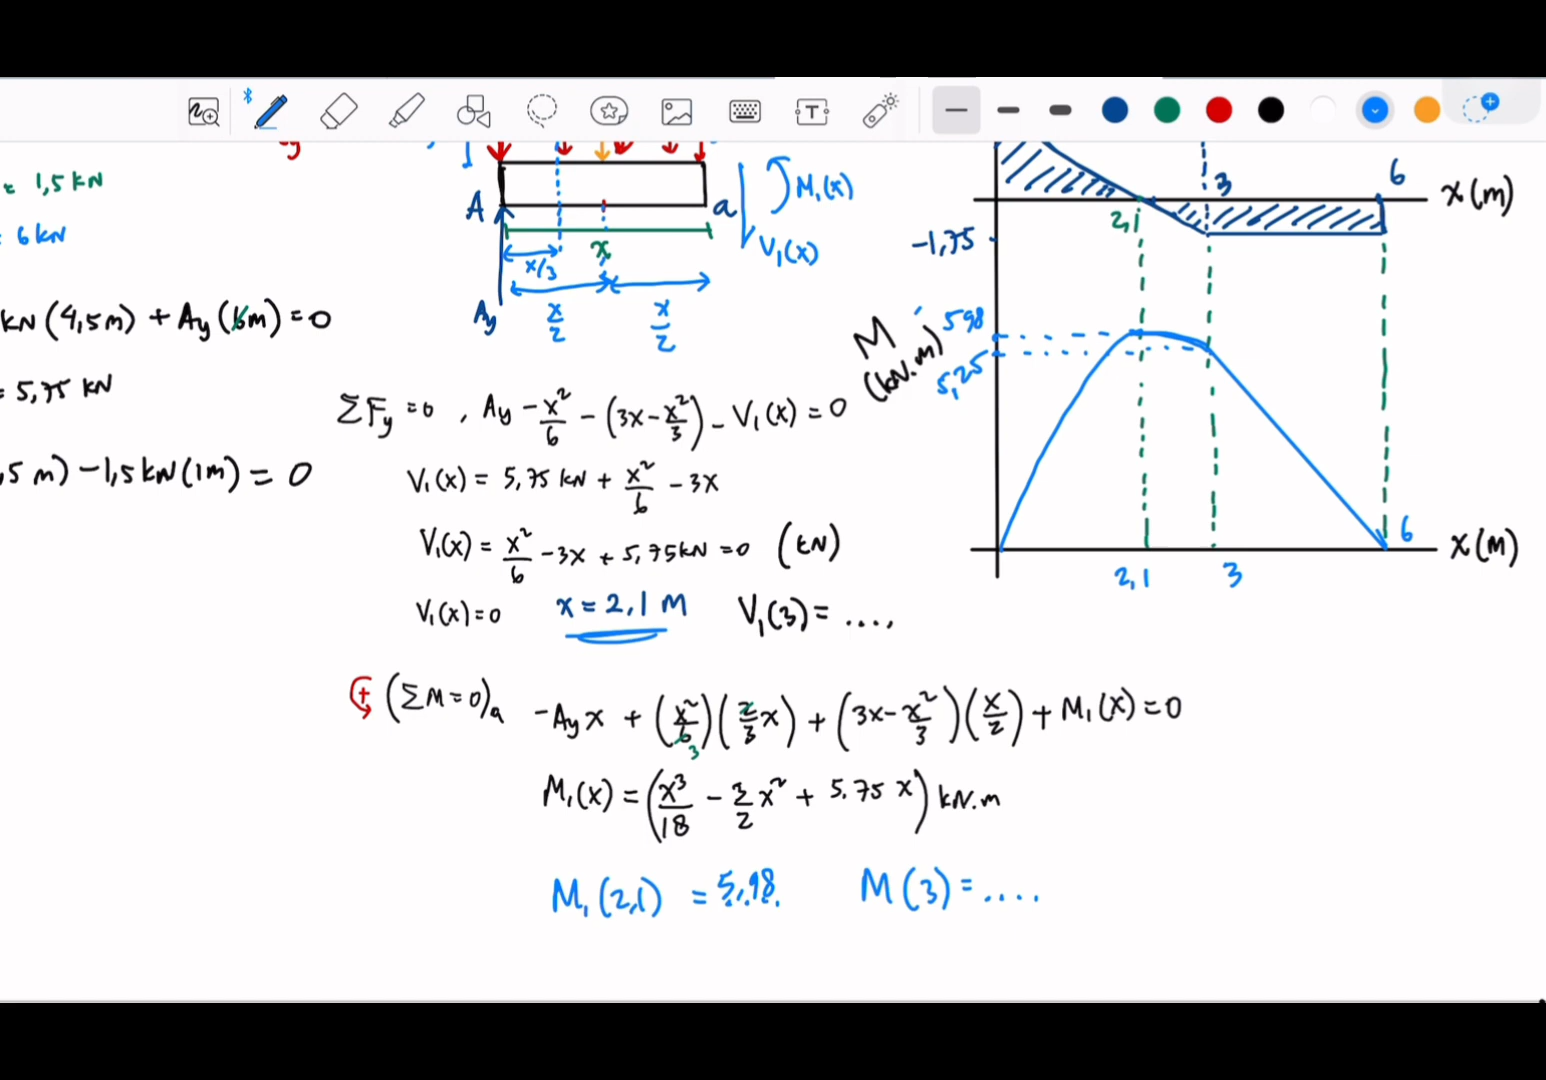 = 1,5 kN
= 6 kN
kN (4,5m) + Ay (6m) = 0
= 5,75 kN
,5 m) - 1,5 kN (1m) = 0
A
a
M₁(x)
V₁(x)
x
x/3
Ay
x/2
x/2
ΣFy = 0 , Ay - x²/6 - (3x - x²/3) - V₁(x) = 0
V₁(x) = 5,75 kN + x²/6 - 3x
V₁(x) = x²/6 - 3x + 5,75kN = 0 (kN)
V₁(x) = 0 x = 2,1 M V₁(3) = ....
+ (ΣM = 0)a - Ay x + (x²/6 3)(2/3 x) + (3x - x²/3)(x/2) + M₁(x) = 0
M₁(x) = (x³/18 - 3/2 x² + 5.75 x) kN.m
M₁(2,1) = 5,98 M(3) = ....
3
6
x(m)
2,1
-1,75
M
(kN.m)
5,98
5,25
6
x(M)
2,1
3
T